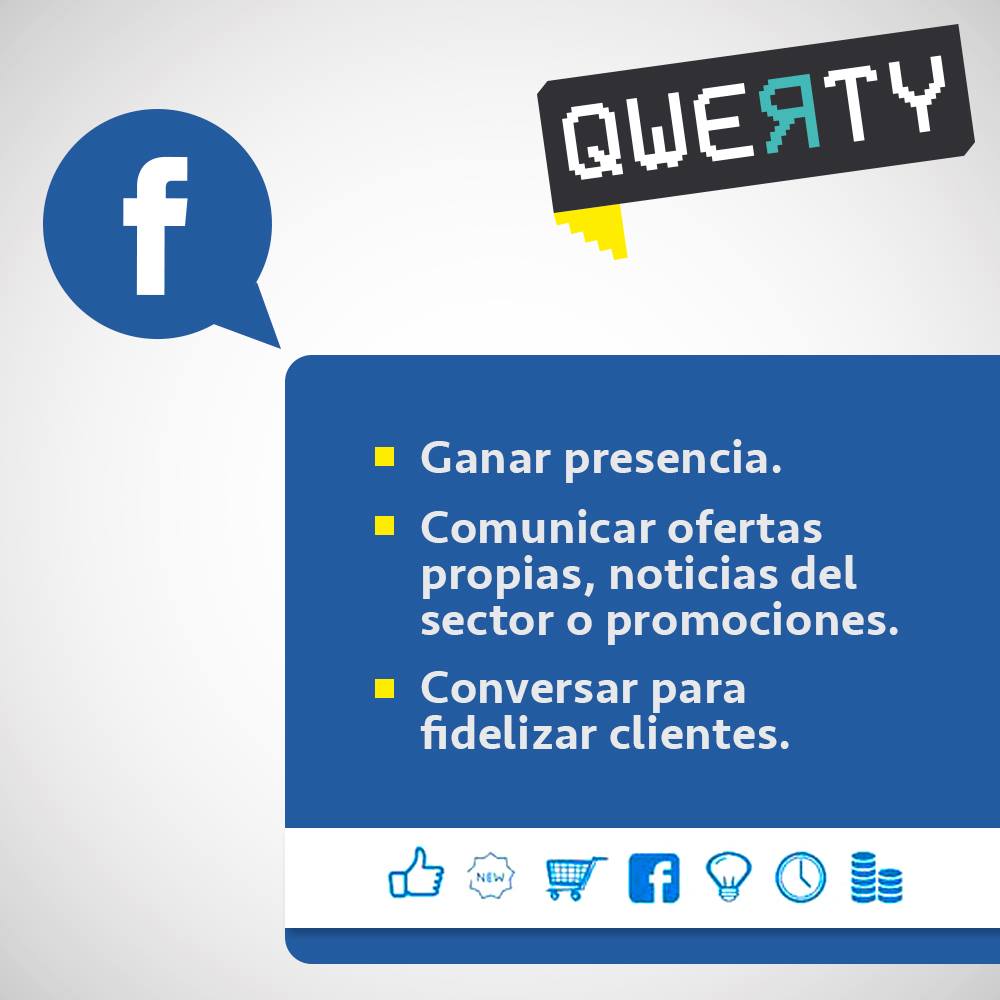 QWEЯTY
f
Ganar presencia.
Comunicar ofertas
propias, noticias del
sector o promociones.
Conversar para
fidelizar clientes.
NEW
f